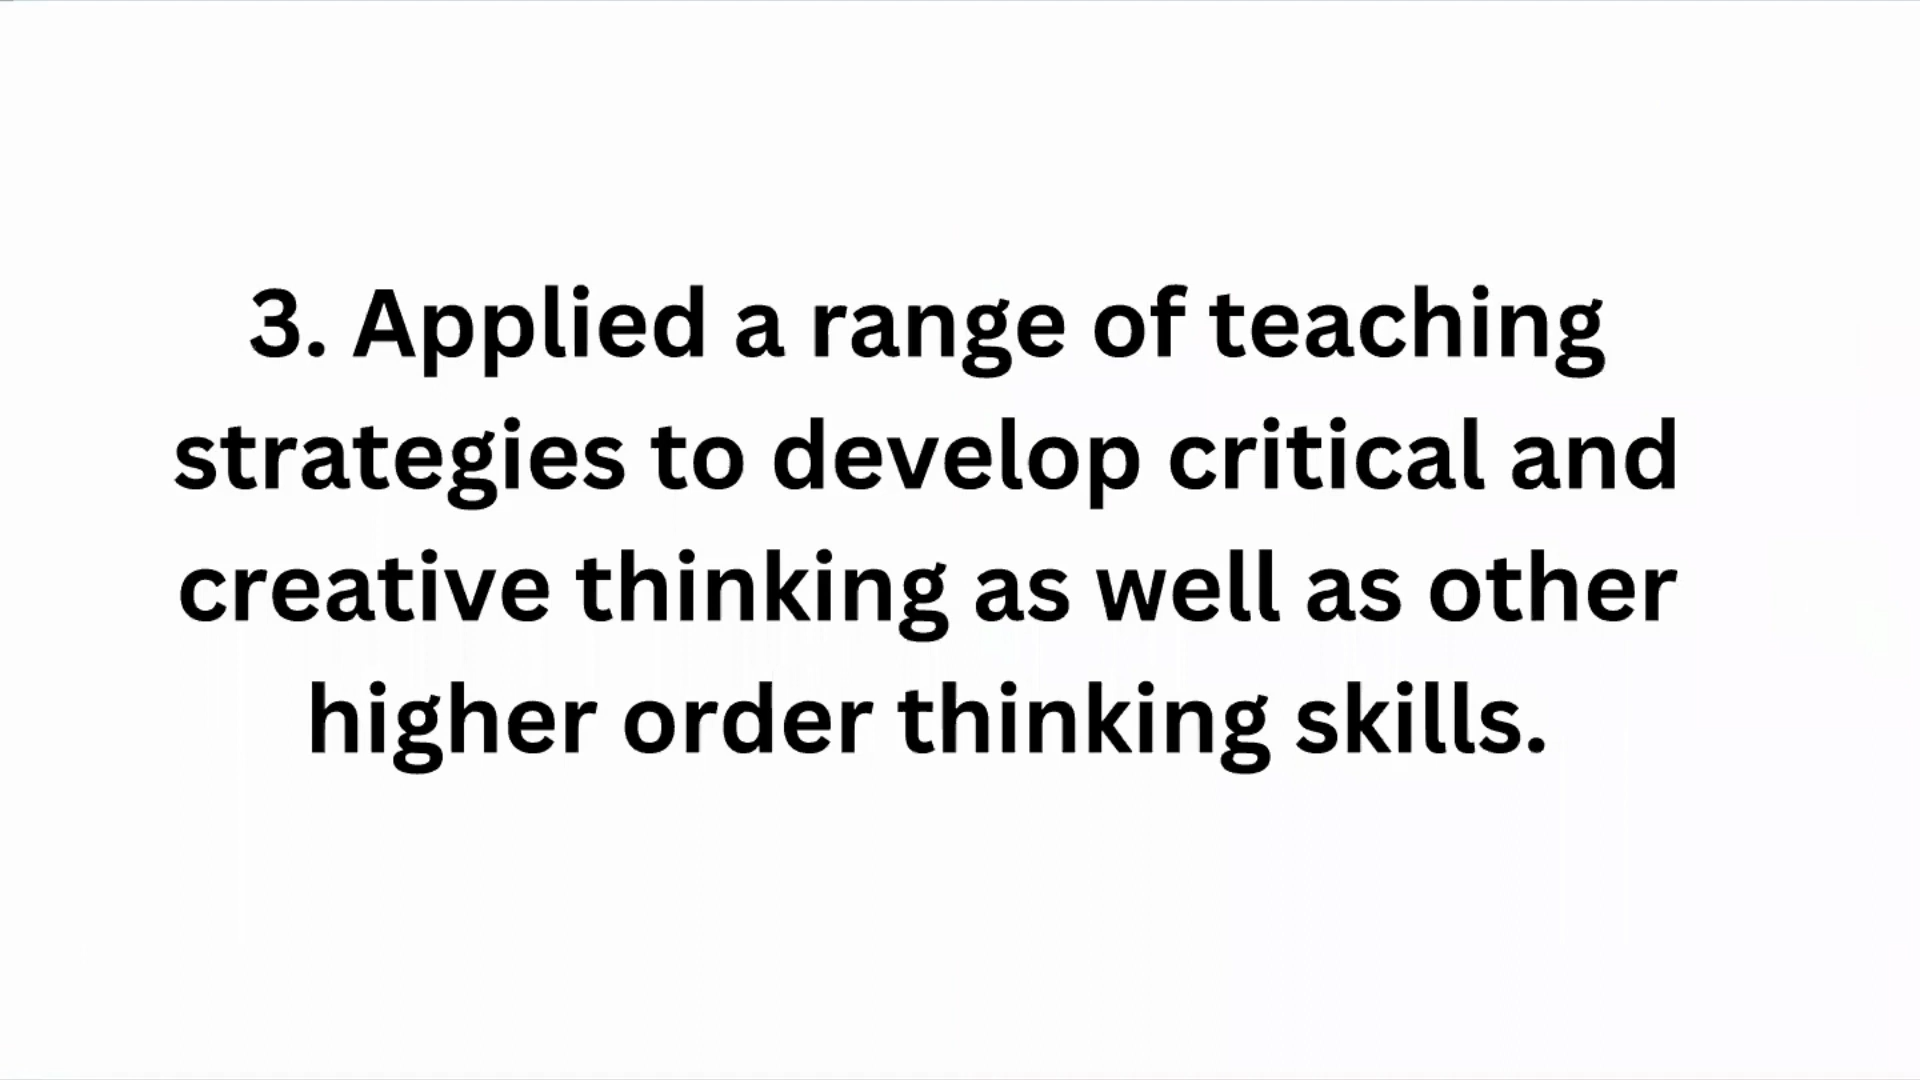 3. Applied a range of teaching
strategies to develop critical and
creative thinking as well as other
higher order thinking skills.